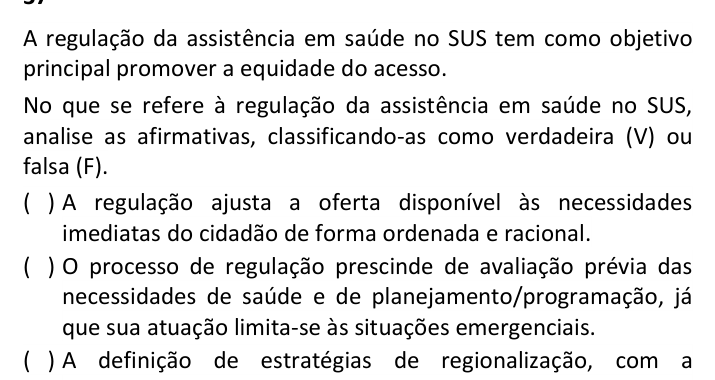 A regulação da assistência em saúde no SUS tem como objetivo
principal promover a equidade do acesso.
No que se refere à regulação da assistência em saúde no SUS,
analise as afirmativas, classificando-as como verdadeira (V) ou
falsa (F).
( ) A regulação ajusta a oferta disponível às necessidades
imediatas do cidadão de forma ordenada e racional.
( ) O processo de regulação prescinde de avaliação prévia das
necessidades de saúde e de planejamento/programação, já
que sua atuação limita-se às situações emergenciais.
( ) A definição de estratégias de regionalização, com a